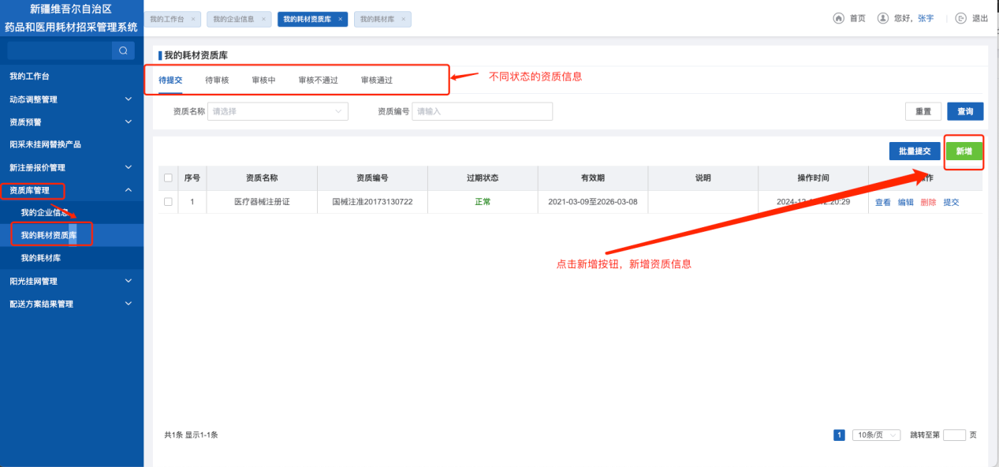 新疆维吾尔自治区
药品和医用耗材招采管理系统
我的工作台 ×
我的企业信息 ×
我的耗材资质库 ×
我的耗材库 ×
首页
您好，张宇
退出
我的工作台
动态调整管理
资质预警
阳采未挂网替换产品
新注册报价管理
资质库管理
我的企业信息
我的耗材资质库
我的耗材库
阳光挂网管理
配送方案结果管理
我的耗材资质库
待提交 待审核 审核中 审核不通过 审核通过
不同状态的资质信息
资质名称 请选择 资质编号 请输入 重置 查询
批量提交 新增
序号 资质名称 资质编号 过期状态 有效期 说明 操作时间 作
1 医疗器械注册证 国械注准20173130722 正常 2021-03-09至2026-03-08 查看 编辑 删除 提交
点击新增按钮，新增资质信息
共1条 显示1-1条
1 10条/页 跳转至第 页